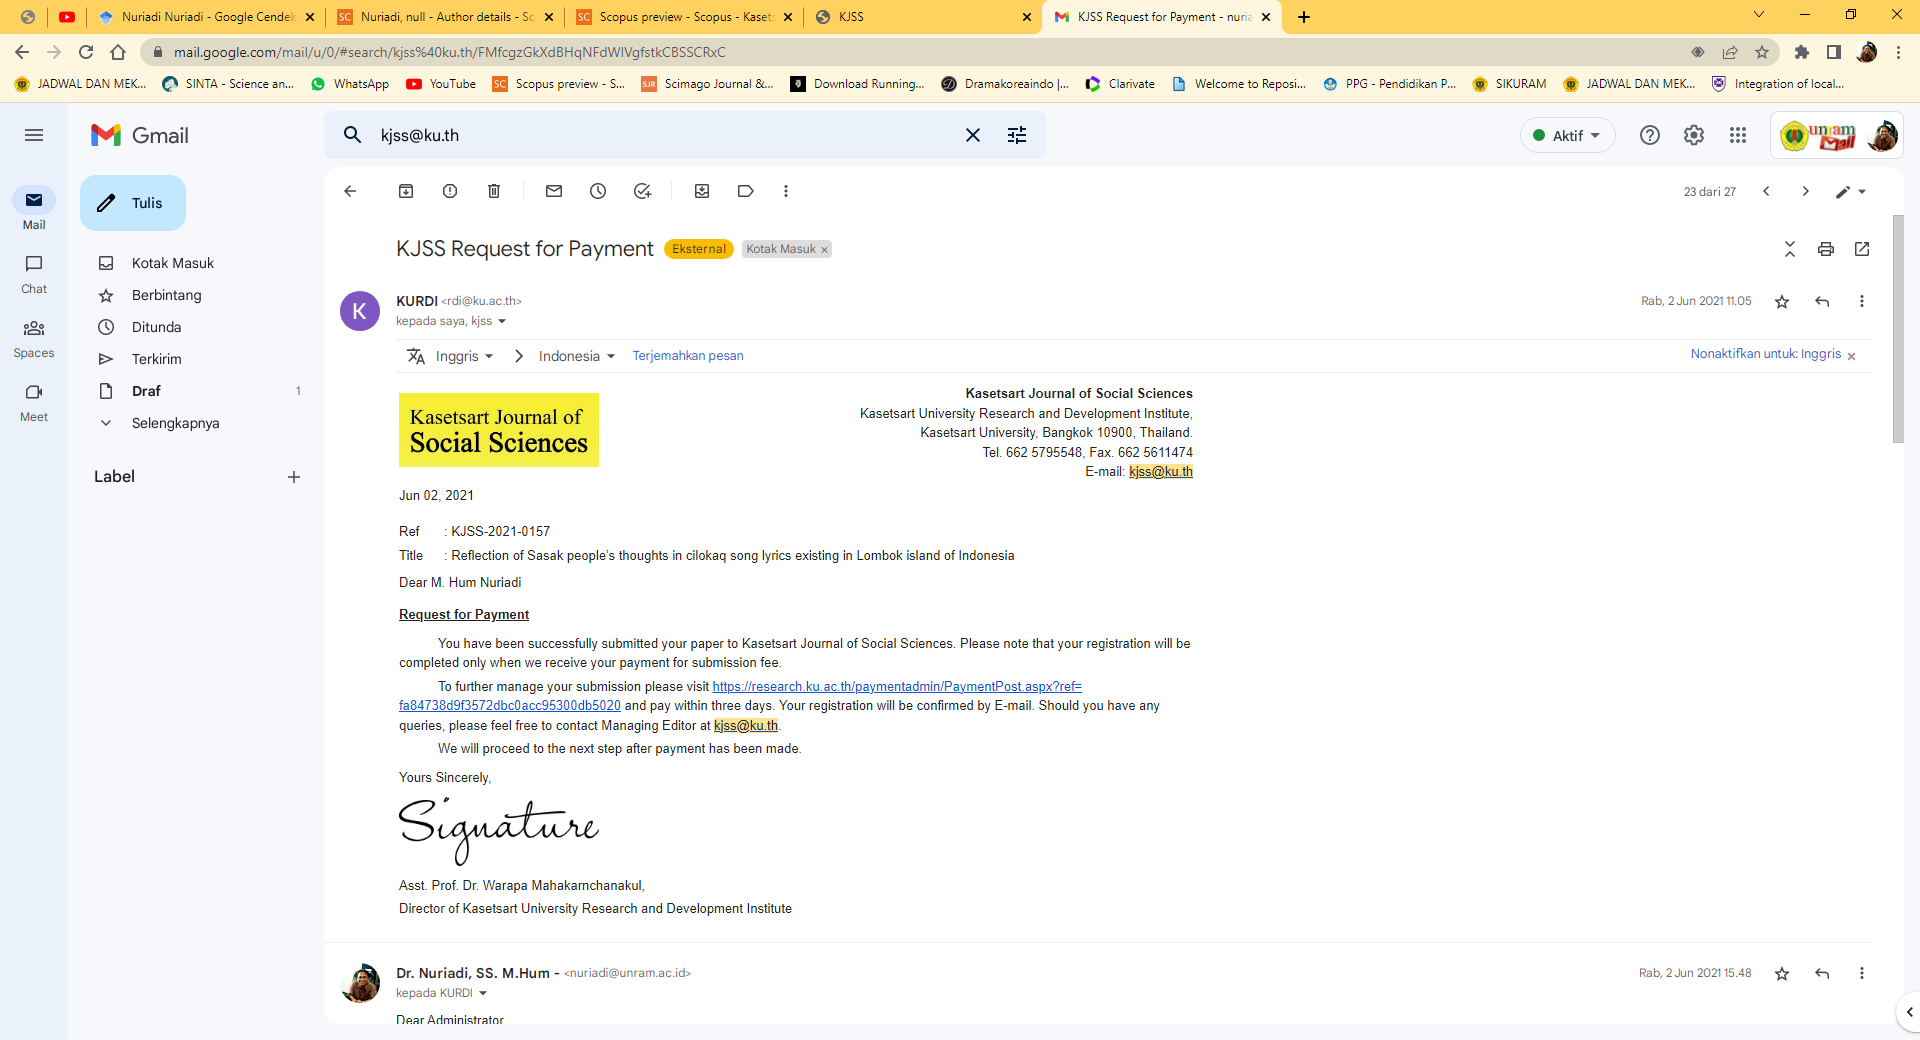 Nuriadi Nuriadi - Google Cendek
Nuriadi, null - Author details - Sc
Scopus preview - Scopus - Kaset
KJSS
KJSS Request for Payment - nuria
mail.google.com/mail/u/0/#search/kjss%40ku.th/FMfcgzGkXdBHqNFdWlVgfstkCBSSCRxC
JADWAL DAN MEK...
SINTA - Science an...
WhatsApp
YouTube
Scopus preview - S...
Scimago Journal &...
Download Running...
Dramakoreaindo |...
Clarivate
Welcome to Reposi...
PPG - Pendidikan P...
SIKURAM
JADWAL DAN MEK...
Integration of local...
Gmail
kjss@ku.th
Aktif
unram
Mail
Mail
Chat
Spaces
Meet
Tulis
Kotak Masuk
Berbintang
Ditunda
Terkirim
Draf 1
Selengkapnya
Label
23 dari 27
KJSS Request for Payment Eksternal Kotak Masuk
K
KURDI <rdi@ku.ac.th> Rab, 2 Jun 2021 11.05
kepada saya, kjss
Inggris Indonesia Terjemahkan pesan Nonaktifkan untuk: Inggris
Kasetsart Journal of
Social Sciences
Kasetsart Journal of Social Sciences
Kasetsart University Research and Development Institute,
Kasetsart University, Bangkok 10900, Thailand.
Tel. 662 5795548, Fax. 662 5611474
E-mail: kjss@ku.th
Jun 02, 2021
Ref : KJSS-2021-0157
Title : Reflection of Sasak people's thoughts in cilokaq song lyrics existing in Lombok island of Indonesia
Dear M. Hum Nuriadi
Request for Payment
You have been successfully submitted your paper to Kasetsart Journal of Social Sciences. Please note that your registration will be
completed only when we receive your payment for submission fee.
To further manage your submission please visit https://research.ku.ac.th/paymentadmin/PaymentPost.aspx?ref=
fa84738d9f3572dbc0acc95300db5020 and pay within three days. Your registration will be confirmed by E-mail. Should you have any
queries, please feel free to contact Managing Editor at kjss@ku.th.
We will proceed to the next step after payment has been made.
Yours Sincerely,
Signature
Asst. Prof. Dr. Warapa Mahakarnchanakul,
Director of Kasetsart University Research and Development Institute
Dr. Nuriadi, SS. M.Hum - <nuriadi@unram.ac.id> Rab, 2 Jun 2021 15.48
kepada KURDI
Dear Administrator